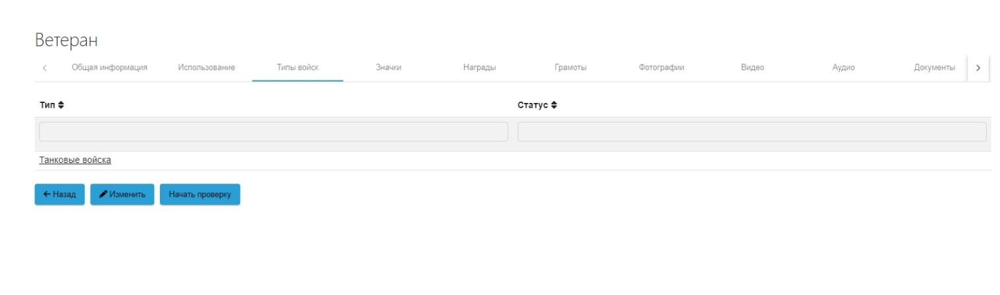 Ветеран
Общая информация Использование Типы войск Значки Награды Грамоты Фотографии Видео Аудио Документы
Тип Статус
Танковые войска
Назад Изменить Начать проверку